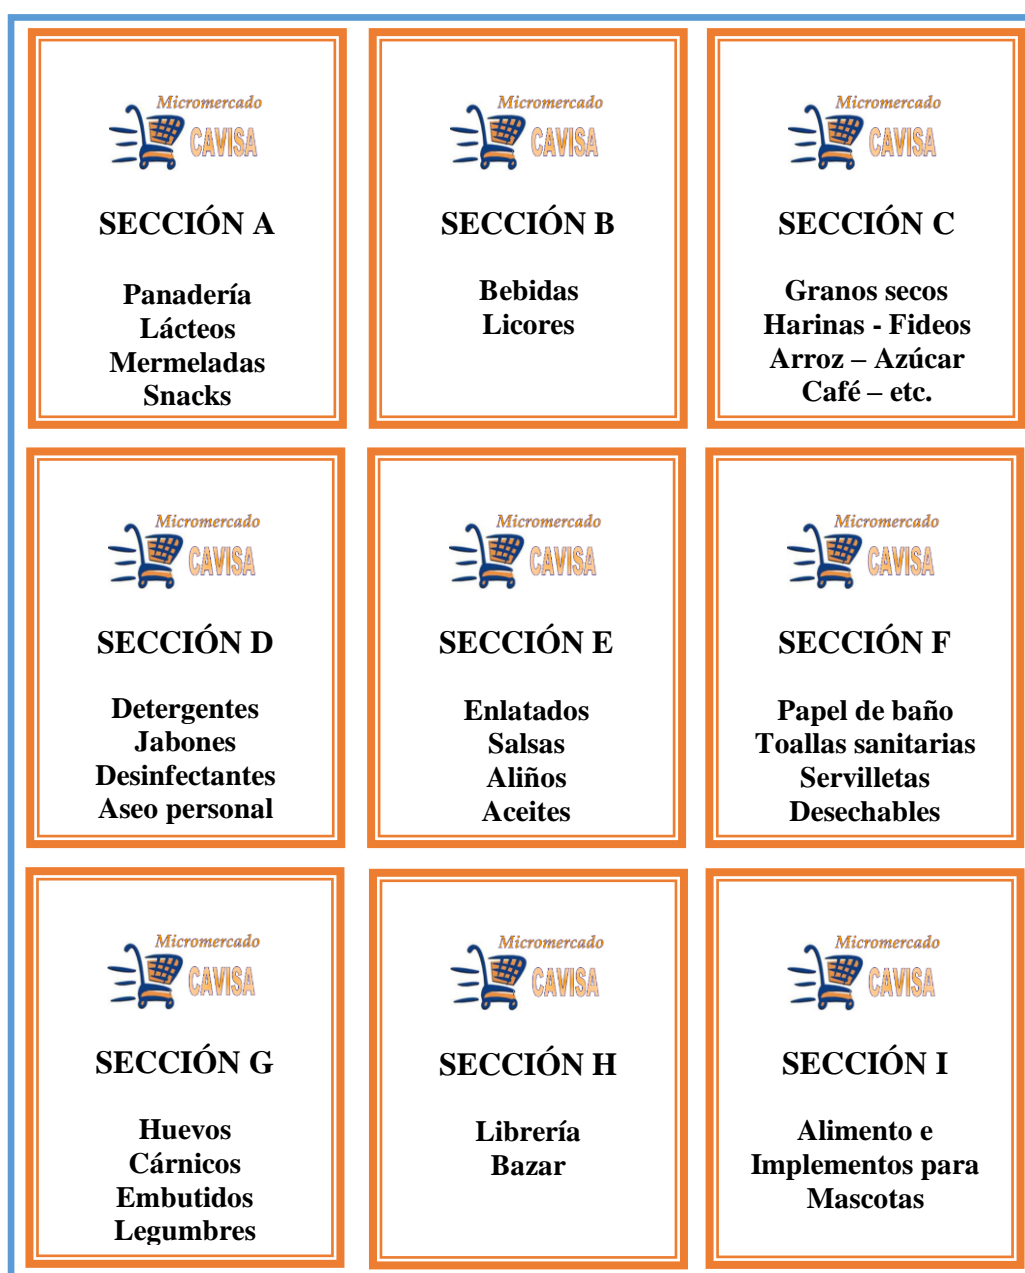 Micromercado
CAVISA
SECCIÓN A
Panadería
Lácteos
Mermeladas
Snacks
Micromercado
CAVISA
SECCIÓN B
Bebidas
Licores
Micromercado
CAVISA
SECCIÓN C
Granos secos
Harinas - Fideos
Arroz – Azúcar
Café – etc.
Micromercado
CAVISA
SECCIÓN D
Detergentes
Jabones
Desinfectantes
Aseo personal
Micromercado
CAVISA
SECCIÓN E
Enlatados
Salsas
Aliños
Aceites
Micromercado
CAVISA
SECCIÓN F
Papel de baño
Toallas sanitarias
Servilletas
Desechables
Micromercado
CAVISA
SECCIÓN G
Huevos
Cárnicos
Embutidos
Legumbres
Micromercado
CAVISA
SECCIÓN H
Librería
Bazar
Micromercado
CAVISA
SECCIÓN I
Alimento e
Implementos para
Mascotas